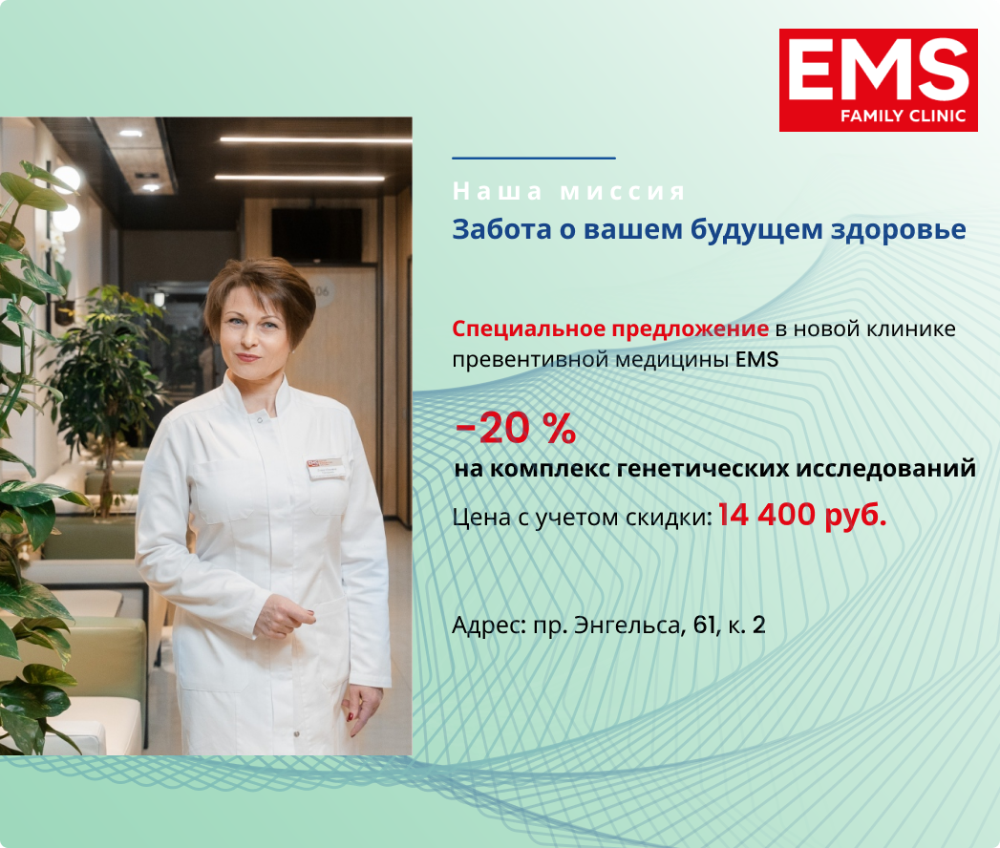 EMS
FAMILY CLINIC
Наша миссия
Забота о вашем будущем здоровье
Специальное предложение в новой клинике
превентивной медицины EMS
-20 %
на комплекс генетических исследований
Цена с учетом скидки: 14 400 руб.
Адрес: пр. Энгельса, 61, к. 2